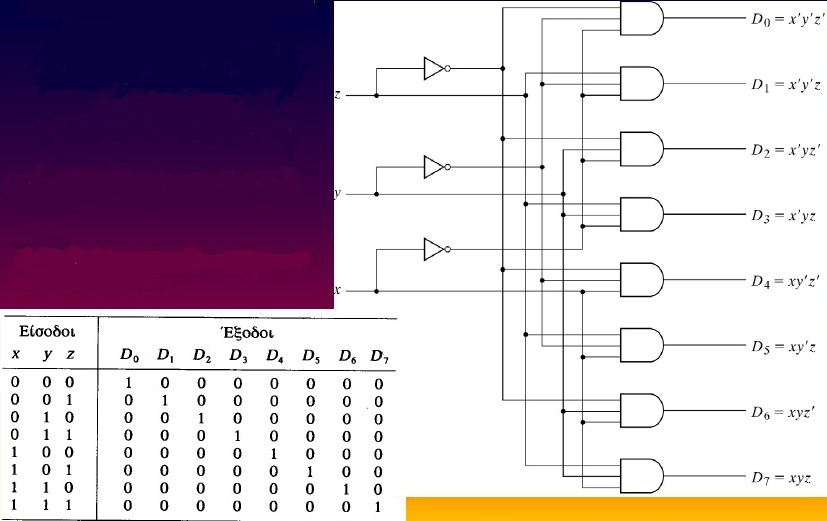 D0 = x'y'z'
z
D1 = x'y'z
D2 = x'yz'
y
D3 = x'yz
x
D4 = xy'z'
D5 = xy'z
D6 = xyz'
D7 = xyz
Είσοδοι Έξοδοι
x y z D0 D1 D2 D3 D4 D5 D6 D7
0 0 0 1 0 0 0 0 0 0 0
0 0 1 0 1 0 0 0 0 0 0
0 1 0 0 0 1 0 0 0 0 0
0 1 1 0 0 0 1 0 0 0 0
1 0 0 0 0 0 0 1 0 0 0
1 0 1 0 0 0 0 0 1 0 0
1 1 0 0 0 0 0 0 0 1 0
1 1 1 0 0 0 0 0 0 0 1